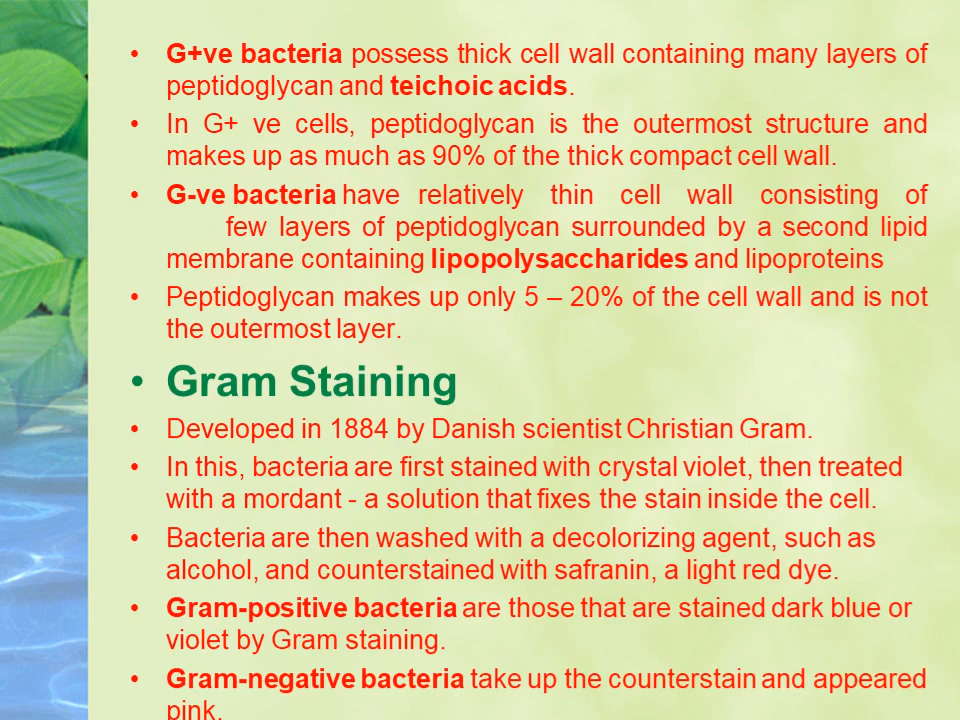 • G+ve bacteria possess thick cell wall containing many layers of
peptidoglycan and teichoic acids.
• In G+ ve cells, peptidoglycan is the outermost structure and
makes up as much as 90% of the thick compact cell wall.
• G-ve bacteria have relatively thin cell wall consisting of
few layers of peptidoglycan surrounded by a second lipid
membrane containing lipopolysaccharides and lipoproteins
• Peptidoglycan makes up only 5 – 20% of the cell wall and is not
the outermost layer.
• Gram Staining
• Developed in 1884 by Danish scientist Christian Gram.
• In this, bacteria are first stained with crystal violet, then treated
with a mordant - a solution that fixes the stain inside the cell.
• Bacteria are then washed with a decolorizing agent, such as
alcohol, and counterstained with safranin, a light red dye.
• Gram-positive bacteria are those that are stained dark blue or
violet by Gram staining.
• Gram-negative bacteria take up the counterstain and appeared
pink.